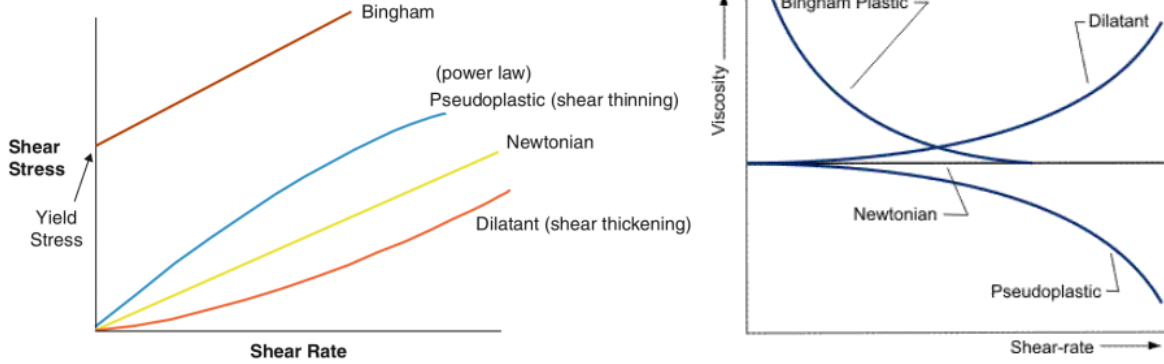 Bingham
(power law)
Pseudoplastic (shear thinning)
Newtonian
Shear
Stress
Yield
Stress
Dilatant (shear thickening)
Shear Rate
Bingham Plastic
Dilatant
Viscosity
Newtonian
Pseudoplastic
Shear-rate